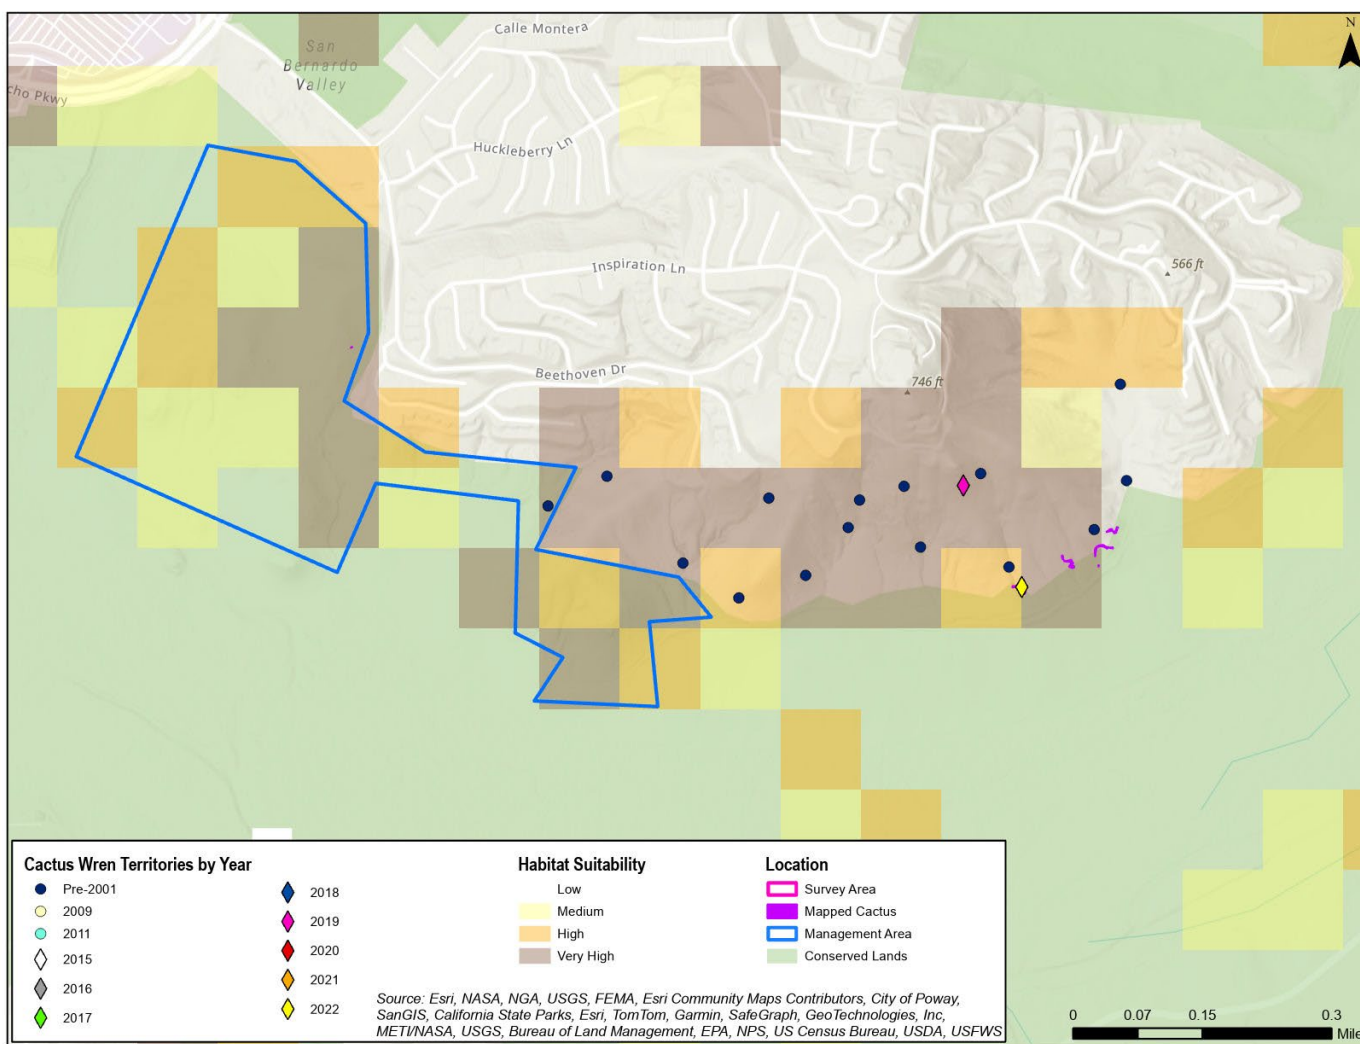 Calle Montera
N
San
Bernardo
Valley
cho Pkwy
Huckleberry Ln
Inspiration Ln
566 ft
Beethoven Dr
746 ft
Cactus Wren Territories by Year
Pre-2001
2009
2011
2015
2016
2017
2018
2019
2020
2021
2022
Habitat Suitability
Low
Medium
High
Very High
Location
Survey Area
Mapped Cactus
Management Area
Conserved Lands
Source: Esri, NASA, NGA, USGS, FEMA, Esri Community Maps Contributors, City of Poway,
SanGIS, California State Parks, Esri, TomTom, Garmin, SafeGraph, GeoTechnologies, Inc,
METI/NASA, USGS, Bureau of Land Management, EPA, NPS, US Census Bureau, USDA, USFWS
0 0.07 0.15 0.3
Mile